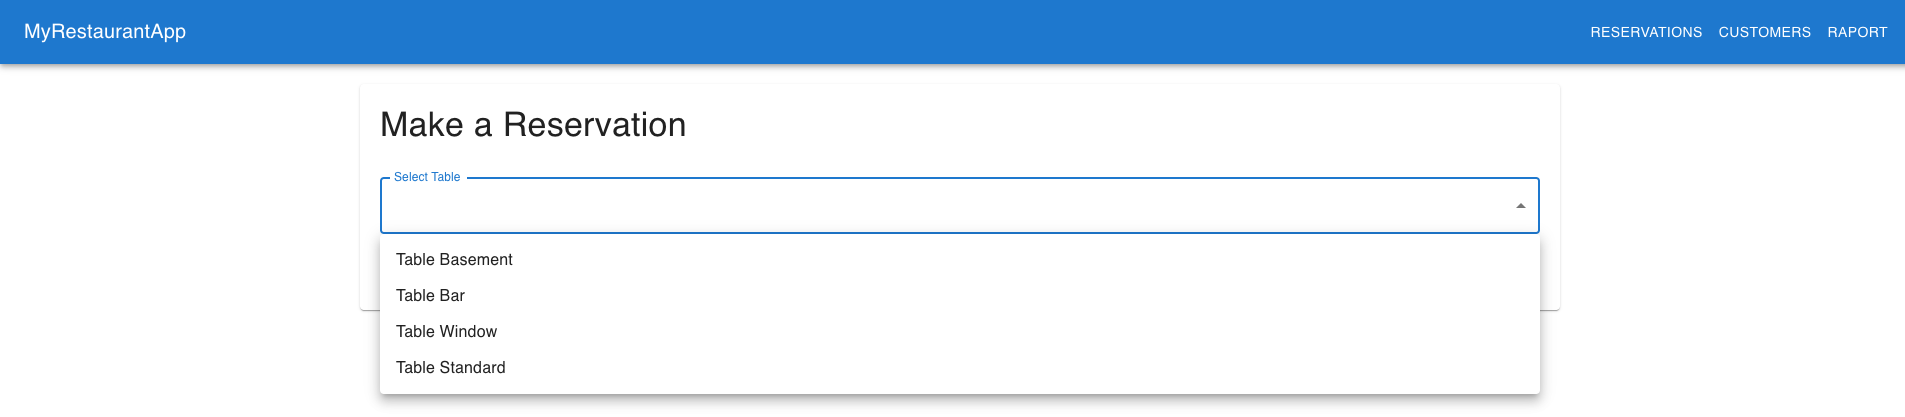 MyRestaurantApp
RESERVATIONS CUSTOMERS RAPORT
Make a Reservation
Select Table
Table Basement
Table Bar
Table Window
Table Standard